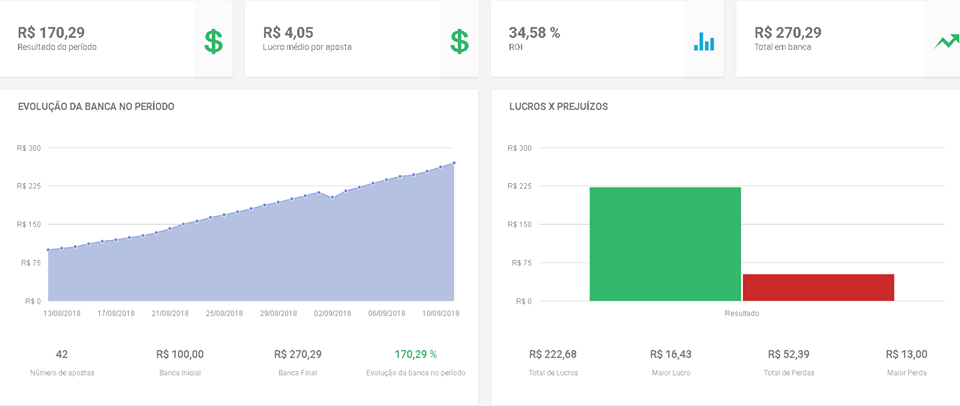 R$ 170,29
Resultado do período
R$ 4,05
Lucro médio por aposta
34,58 %
ROI
R$ 270,29
Total em banca
EVOLUÇÃO DA BANCA NO PERÍODO
R$ 300
R$ 225
R$ 150
R$ 75
R$ 0
13/08/2018 17/08/2018 21/08/2018 25/08/2018 29/08/2018 02/09/2018 06/09/2018 10/09/2018
42 R$ 100,00 R$ 270,29 170,29 %
Número de apostas Banca Inicial Banca Final Evolução da banca no período
LUCROS X PREJUÍZOS
R$ 300
R$ 225
R$ 150
R$ 75
R$ 0
Resultado
R$ 222,68 R$ 16,43 R$ 52,39 R$ 13,00
Total de Lucros Maior Lucro Total de Perdas Maior Perda